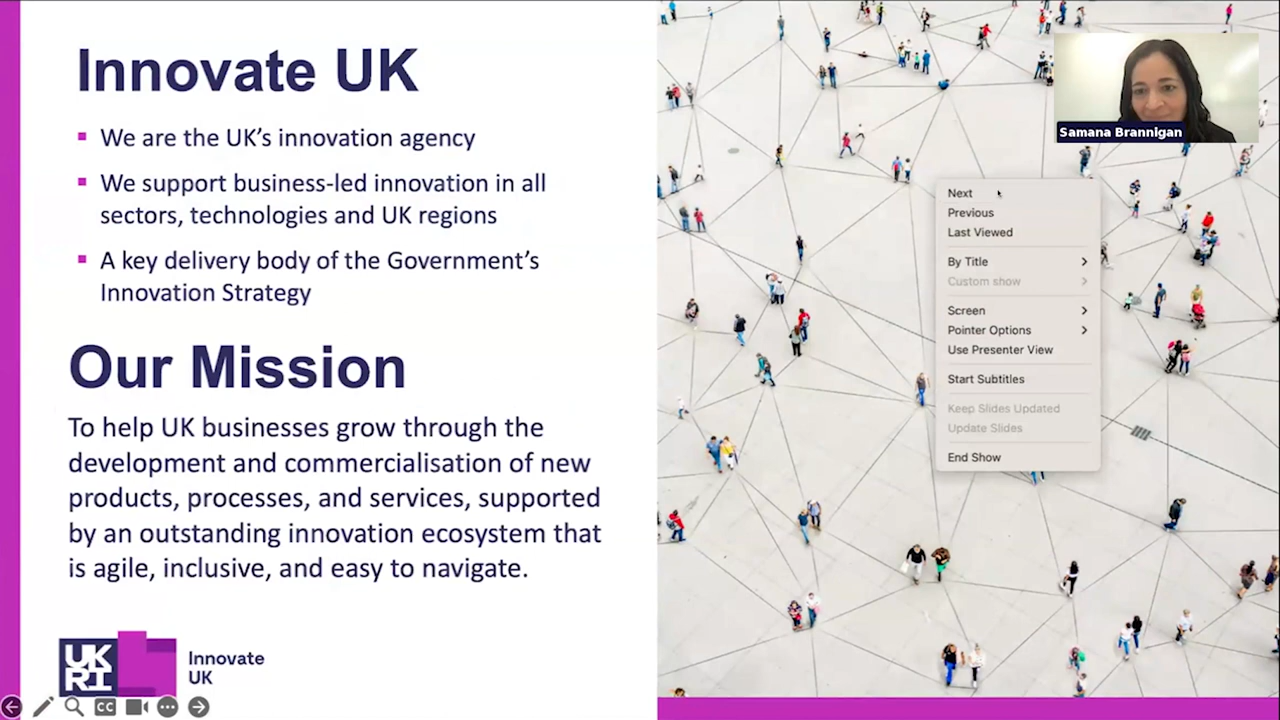 Innovate UK
We are the UK's innovation agency
We support business-led innovation in all
sectors, technologies and UK regions
A key delivery body of the Government's
Innovation Strategy
Our Mission
To help UK businesses grow through the
development and commercialisation of new
products, processes, and services, supported
by an outstanding innovation ecosystem that
is agile, inclusive, and easy to navigate.
UK
RI
Innovate
UK
CC
Samana Brannigan
Next
Previous
Last Viewed
By Title
Custom show
Screen
Pointer Options
Use Presenter View
Start Subtitles
Keep Slides Updated
Update Slides
End Show